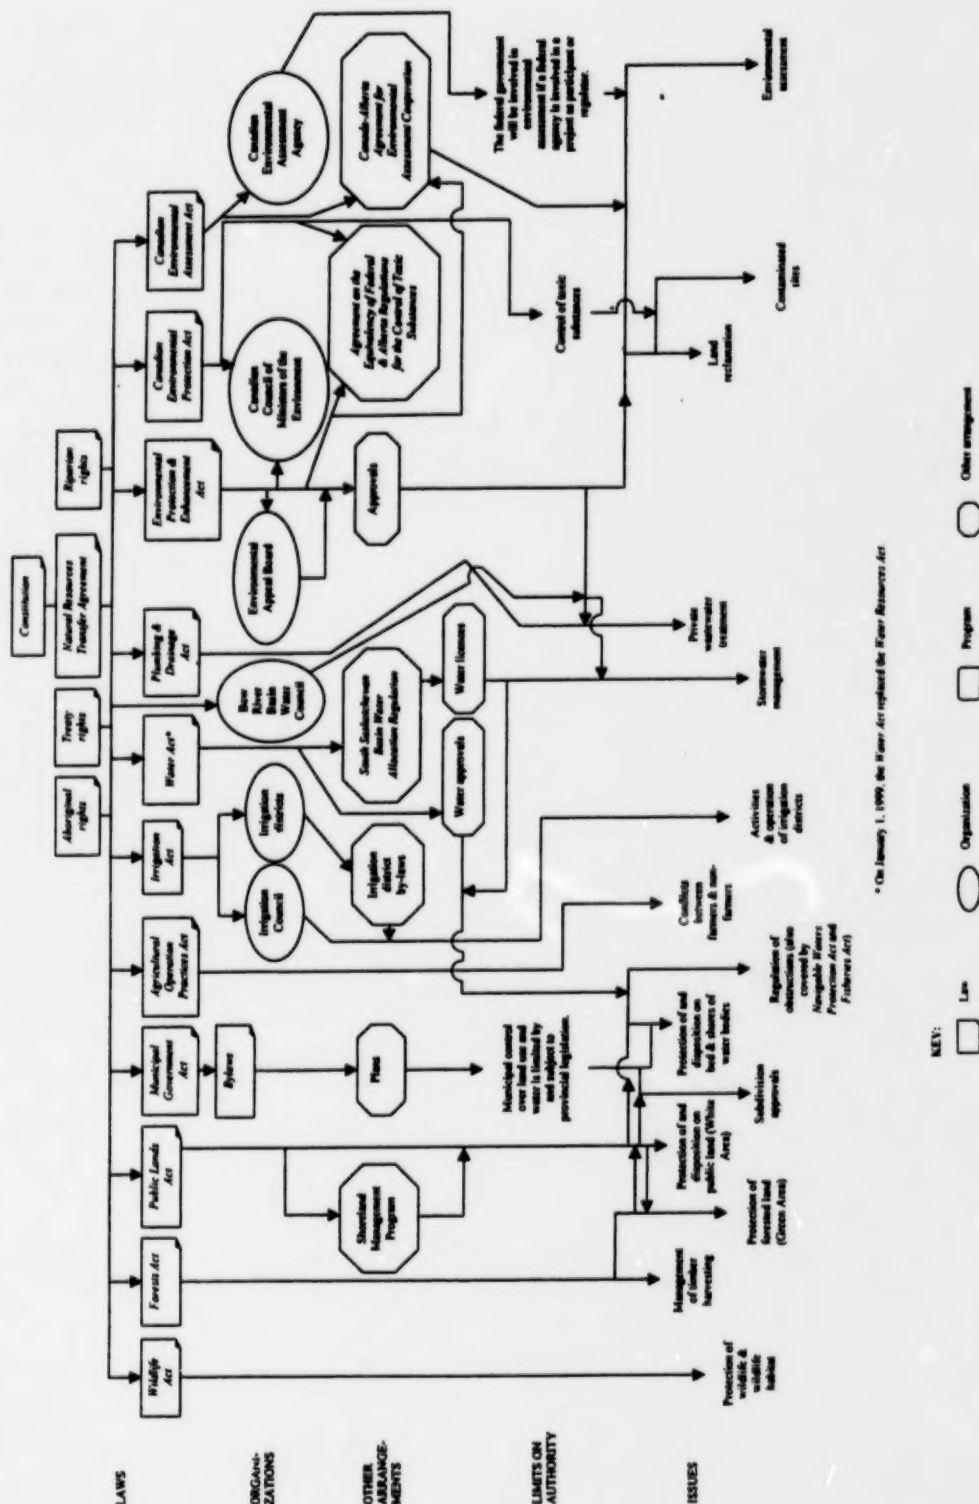 Constitution
Aboriginal
rights
Treaty
rights
Natural Resources
Transfer Agreement
Riparian
rights
LAWS
Wildlife
Act
Forests Act
Public Lands
Act
Municipal
Government
Act
Bylaws
Agricultural
Operation
Practices Act
Irrigation
Act
Water Act*
Plumbing &
Drainage
Act
Environmental
Protection &
Enhancement
Act
Canadian
Environmental
Protection Act
Canadian
Environmental
Assessment Act
ORGANI-
ZATIONS
Irrigation
Council
Irrigation
districts
Bow
River
Basin
Water
Council
Environmental
Appeal Board
Canadian
Council of
Ministers of the
Environment
Canadian
Environmental
Assessment
Agency
OTHER
ARRANGE-
MENTS
Shoreland
Management
Program
Plans
Irrigation
district
by-laws
South Saskatchewan
Basin Water
Allocation Regulation
Water approvals
Water licences
Approvals
Agreement on the
Equivalency of Federal
& Alberta Regulations
for the Control of Toxic
Substances
Canada-Alberta
Agreement for
Environmental
Assessment Cooperation
LIMITS ON
AUTHORITY
Municipal control
over land use and
water is limited by
and subject to
provincial legislation.
Control of toxic
substances
The federal government
will be involved in
environmental
assessment if a federal
agency is involved in a
project as participant or
regulator.
ISSUES
Protection of
wildlife &
wildlife
habitat
Management
of timber
harvesting
Protection of
forested land
(Green Area)
Protection of and
disposition on
public land (White
Area)
Subdivision
approvals
Protection of and
disposition on
bed & shores of
water bodies
Regulation of
obstructions (also
covered by
Navigable Waters
Protection Act and
Fisheries Act)
Conflicts
between
farmers & non-
farmers
Activities
& operation
of irrigation
districts
Stormwater
management
Private
wastewater
treatment
Land
reclamation
Contaminated
sites
Environmental
assessment
* On January 1, 1999, the Water Act replaced the Water Resources Act
KEY:
Law
Organization
Program
Other arrangement